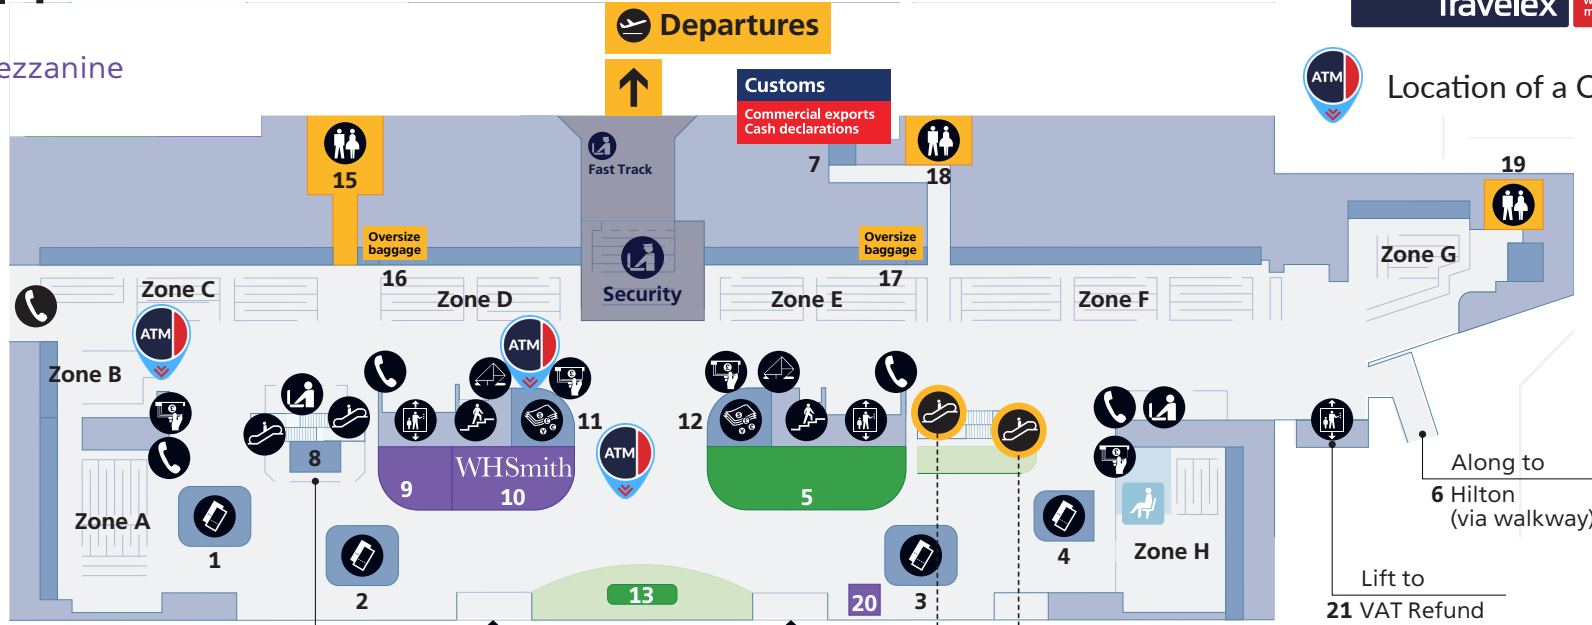 Departures
Travelex
ezzanine
Customs
Commercial exports
Cash declarations
ATM
Location of a C
Fast Track
7
15
18
19
Oversize
baggage
Oversize
baggage
16
17
Security
Zone C
Zone D
Zone E
Zone F
Zone G
ATM
ATM
Zone B
11
12
ATM
8
WHSmith
9
10
5
Zone A
1
2
3
4
Zone H
13
20
Along to
6 Hilton
(via walkway)
Lift to
21 VAT Refund